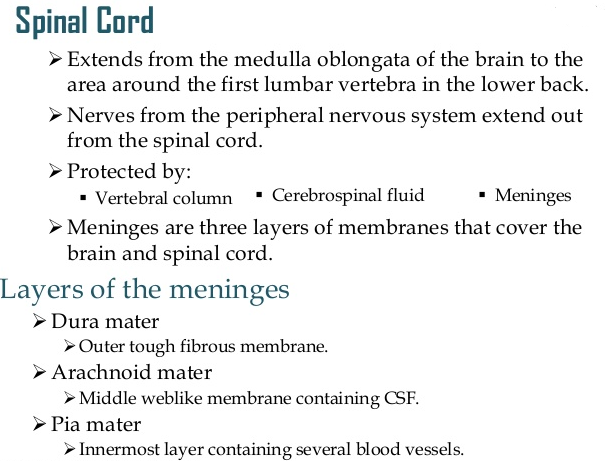 Spinal Cord
➢ Extends from the medulla oblongata of the brain to the
area around the first lumbar vertebra in the lower back.
➢ Nerves from the peripheral nervous system extend out
from the spinal cord.
➢ Protected by:
▪ Vertebral column ▪ Cerebrospinal fluid ▪ Meninges
➢ Meninges are three layers of membranes that cover the
brain and spinal cord.
Layers of the meninges
➢ Dura mater
➢ Outer tough fibrous membrane.
➢ Arachnoid mater
➢ Middle weblike membrane containing CSF.
➢ Pia mater
➢ Innermost layer containing several blood vessels.